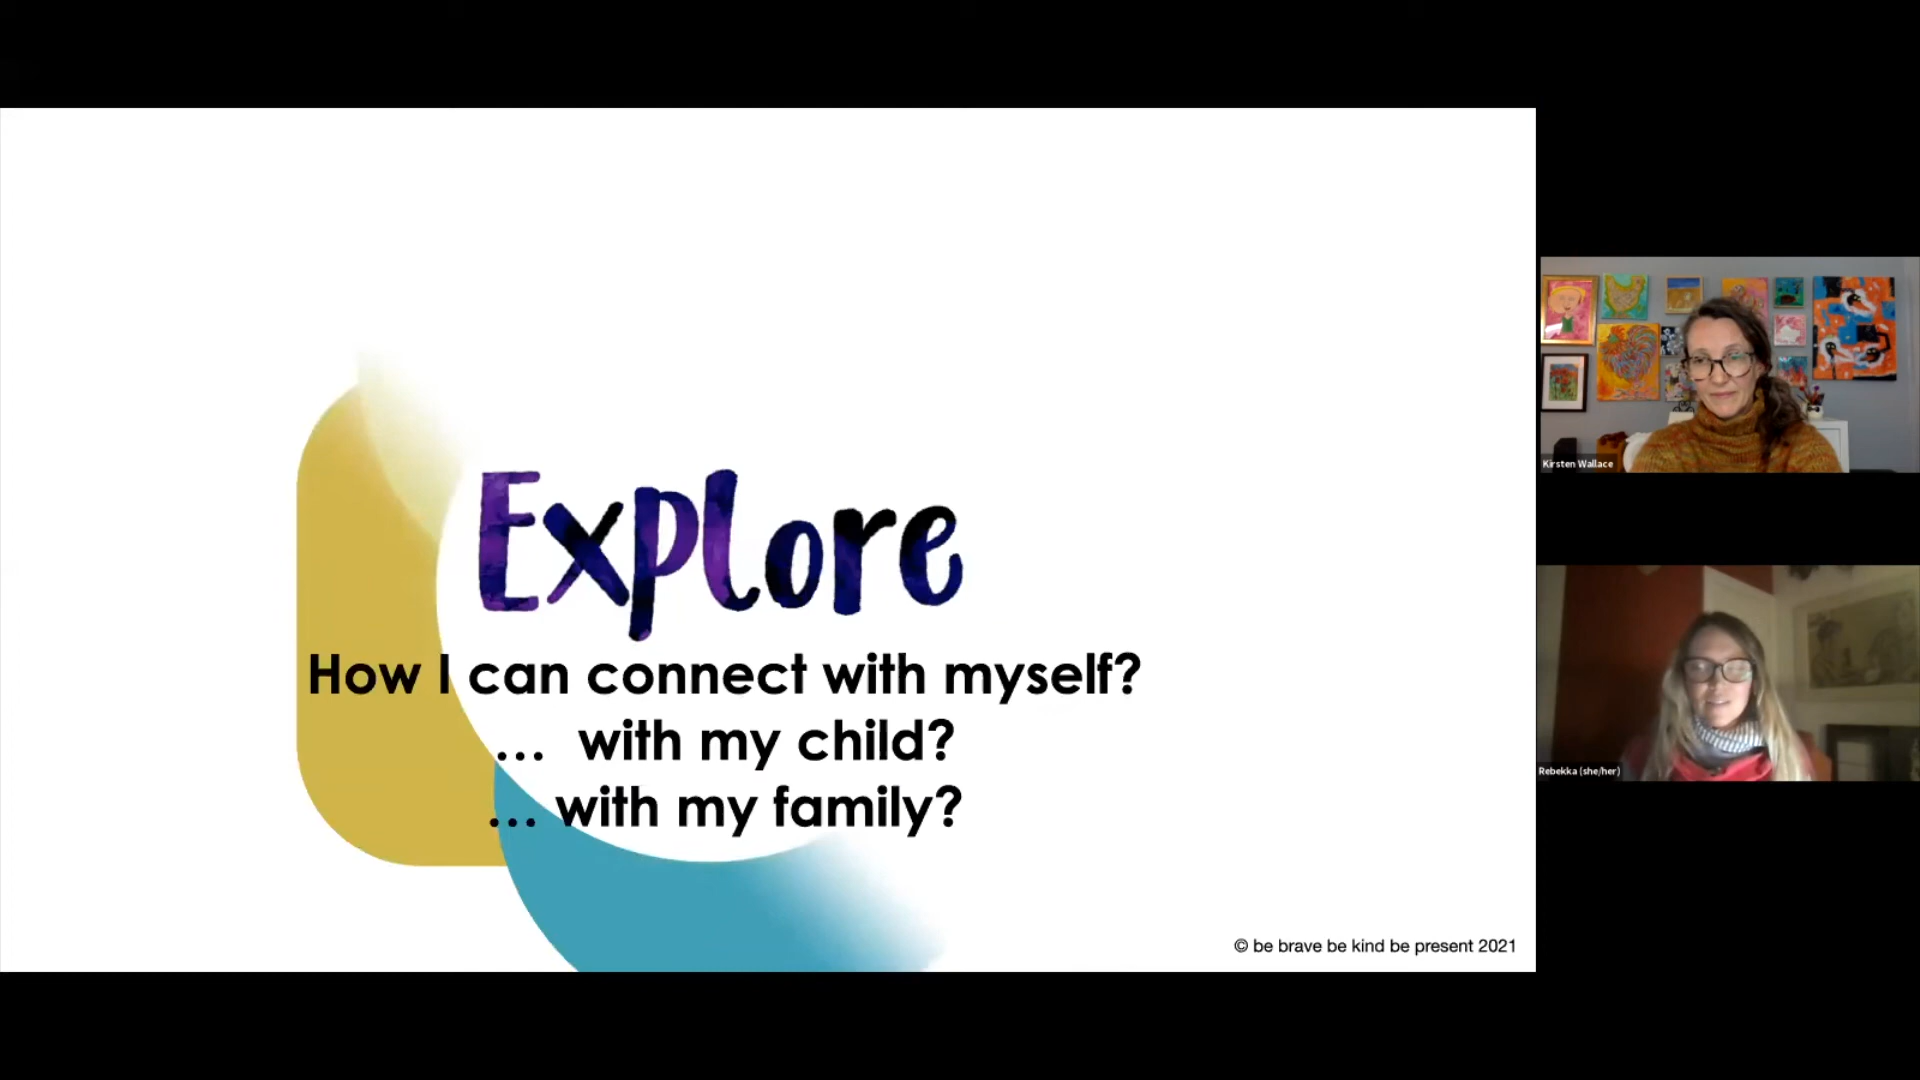 Explore
How I can connect with myself?
... with my child?
... with my family?
© be brave be kind be present 2021
Kirsten Wallace
Rebekka (she/her)